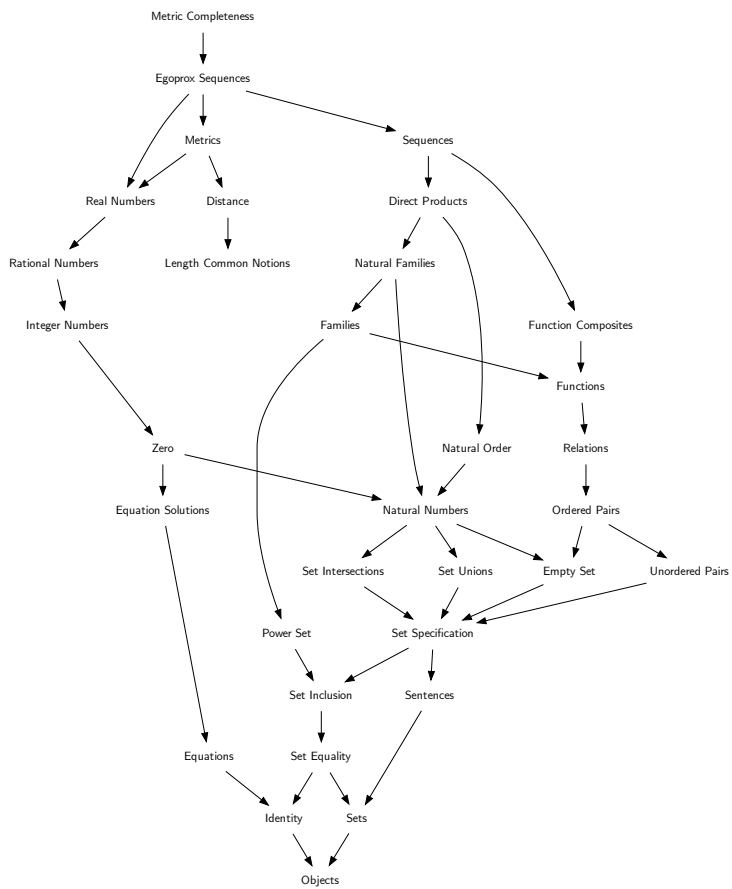 Metric Completeness
Egoprox Sequences
Metrics
Sequences
Real Numbers
Distance
Direct Products
Rational Numbers
Length Common Notions
Natural Families
Integer Numbers
Families
Function Composites
Functions
Zero
Natural Order
Relations
Equation Solutions
Natural Numbers
Ordered Pairs
Set Intersections
Set Unions
Empty Set
Unordered Pairs
Power Set
Set Specification
Set Inclusion
Sentences
Equations
Set Equality
Identity
Sets
Objects